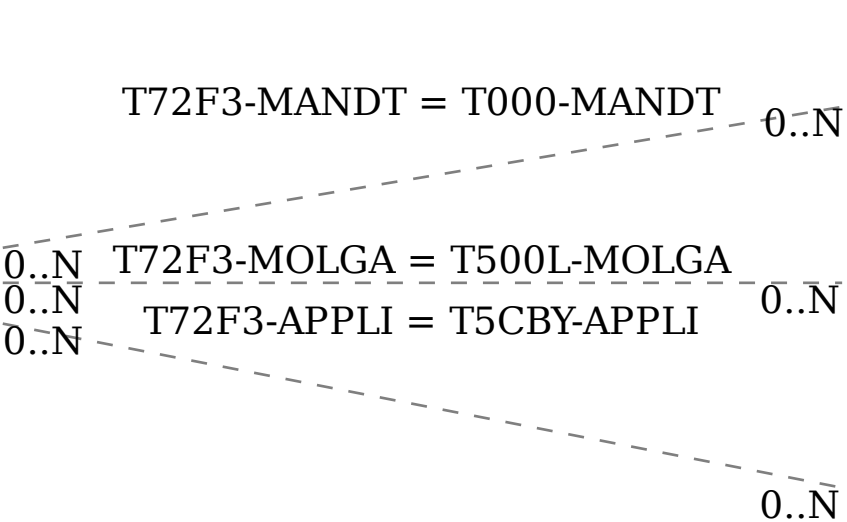 T72F3-MANDT = T000-MANDT
0..N
0..N
T72F3-MOLGA = T500L-MOLGA
0..N
0..N
T72F3-APPLI = T5CBY-APPLI
0..N
0..N